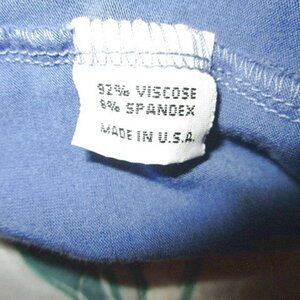 92% VISCOSE
8% SPANDEX
MADE IN U.S.A.